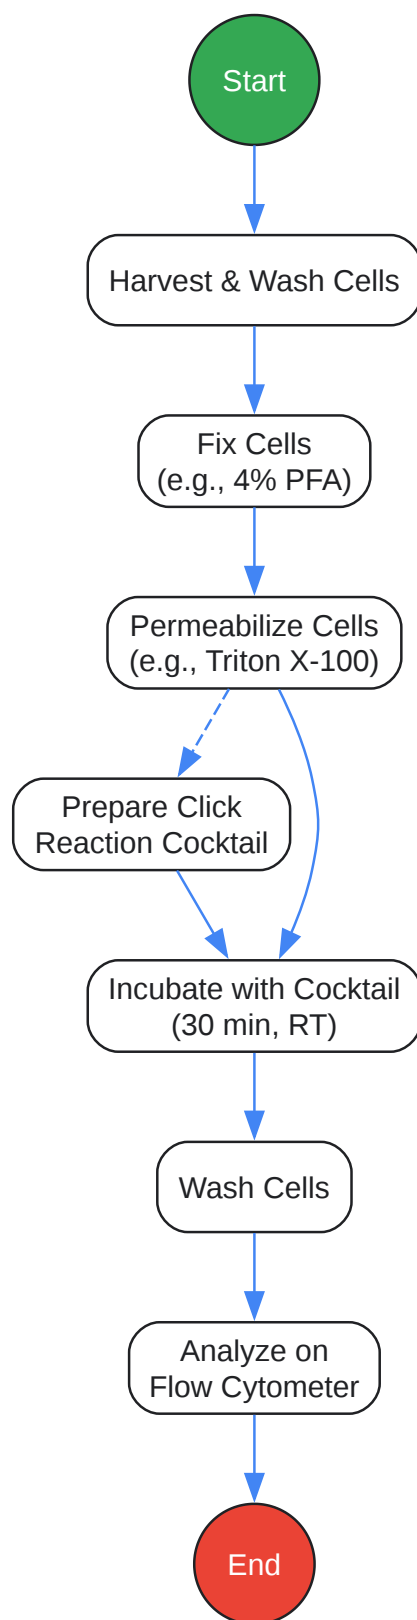 Start
Harvest & Wash Cells
Fix Cells
(e.g., 4% PFA)
Permeabilize Cells
(e.g., Triton X-100)
Prepare Click
Reaction Cocktail
Incubate with Cocktail
(30 min, RT)
Wash Cells
Analyze on
Flow Cytometer
End